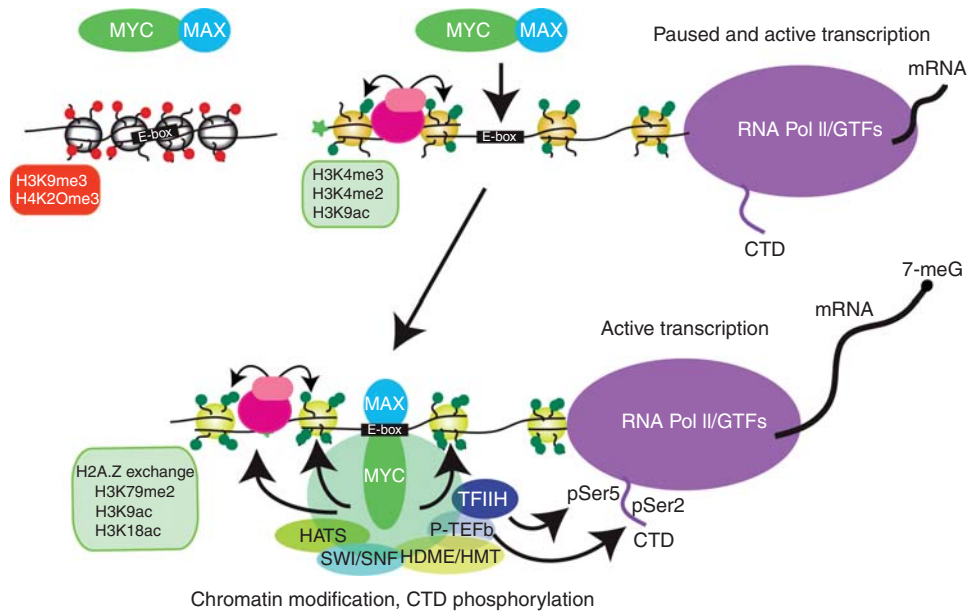 MYC MAX
E-box
H3K9me3
H4K2Ome3
MYC MAX
E-box
H3K4me3
H3K4me2
H3K9ac
Paused and active transcription
mRNA
RNA Pol II/GTFs
CTD
7-meG
mRNA
Active transcription
RNA Pol II/GTFs
MAX
E-box
MYC
H2A.Z exchange
H3K79me2
H3K9ac
H3K18ac
TFIIH
P-TEFb
HATS
SWI/SNF
HDME/HMT
pSer5
pSer2
CTD
Chromatin modification, CTD phosphorylation